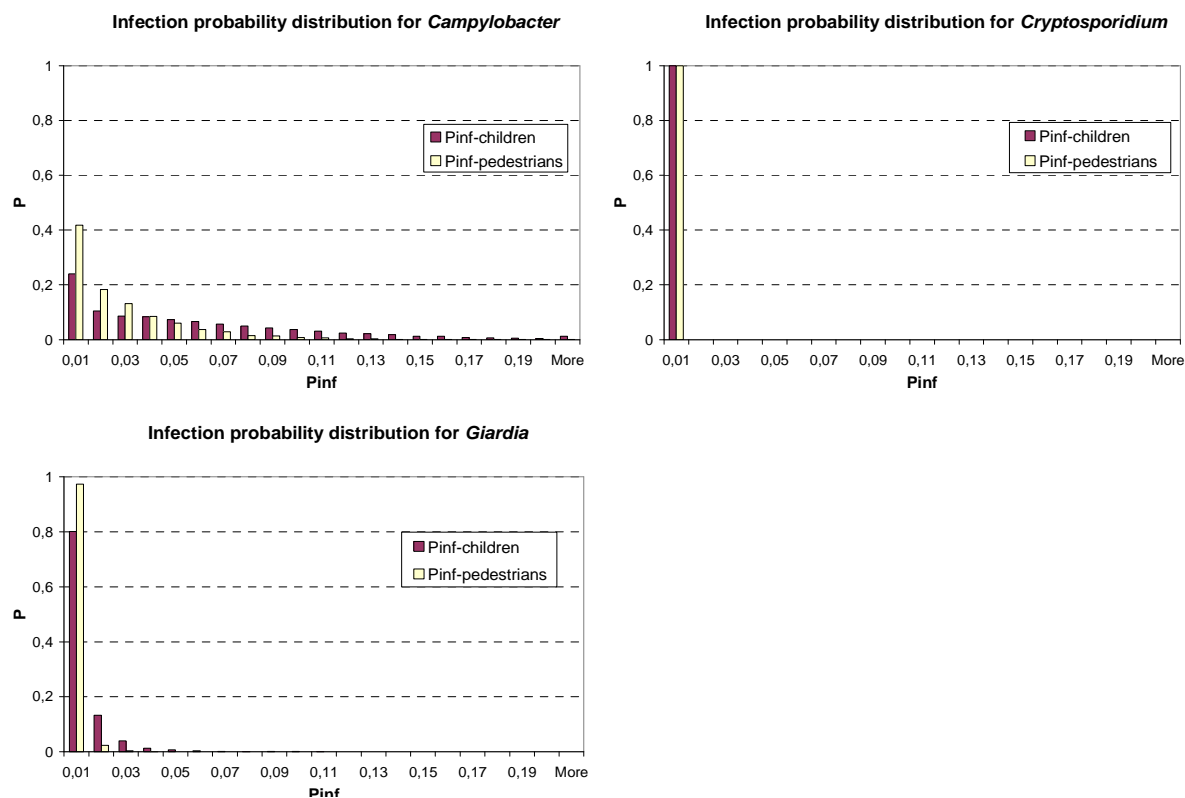 Infection probability distribution for Campylobacter
1
0,8
0,6
0,4
0,2
0
P
Pinf-children
Pinf-pedestrians
0,01 0,03 0,05 0,07 0,09 0,11 0,13 0,15 0,17 0,19 More
Pinf
Infection probability distribution for Cryptosporidium
1
0,8
0,6
0,4
0,2
0
P
Pinf-children
Pinf-pedestrians
0,01 0,03 0,05 0,07 0,09 0,11 0,13 0,15 0,17 0,19 More
Pinf
Infection probability distribution for Giardia
1
0,8
0,6
0,4
0,2
0
P
Pinf-children
Pinf-pedestrians
0,01 0,03 0,05 0,07 0,09 0,11 0,13 0,15 0,17 0,19 More
Pinf